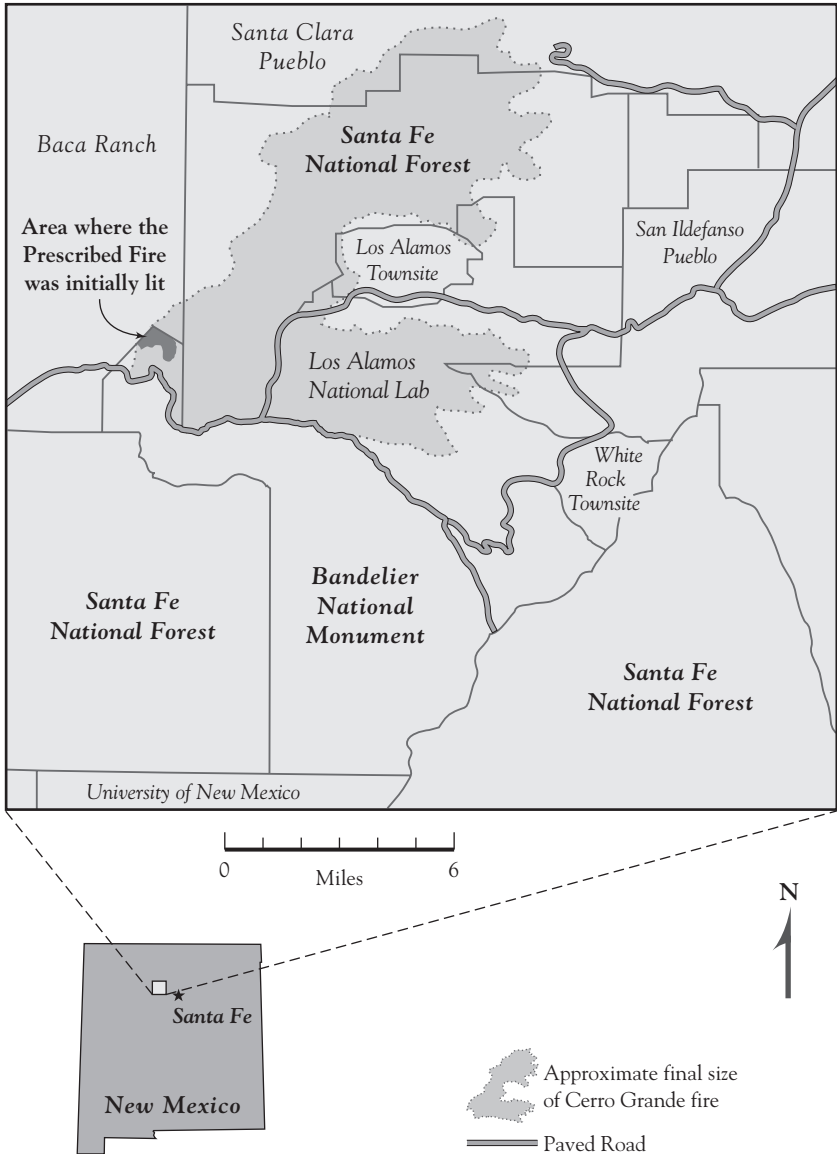 Santa Clara
Pueblo
Baca Ranch
Santa Fe
National Forest
Area where the
Prescribed Fire
was initially lit
Los Alamos
Townsite
San Ildefanso
Pueblo
Los Alamos
National Lab
White
Rock
Townsite
Santa Fe
National Forest
Bandelier
National
Monument
Santa Fe
National Forest
University of New Mexico
0
Miles
6
N
Santa Fe
New Mexico
Approximate final size
of Cerro Grande fire
Paved Road